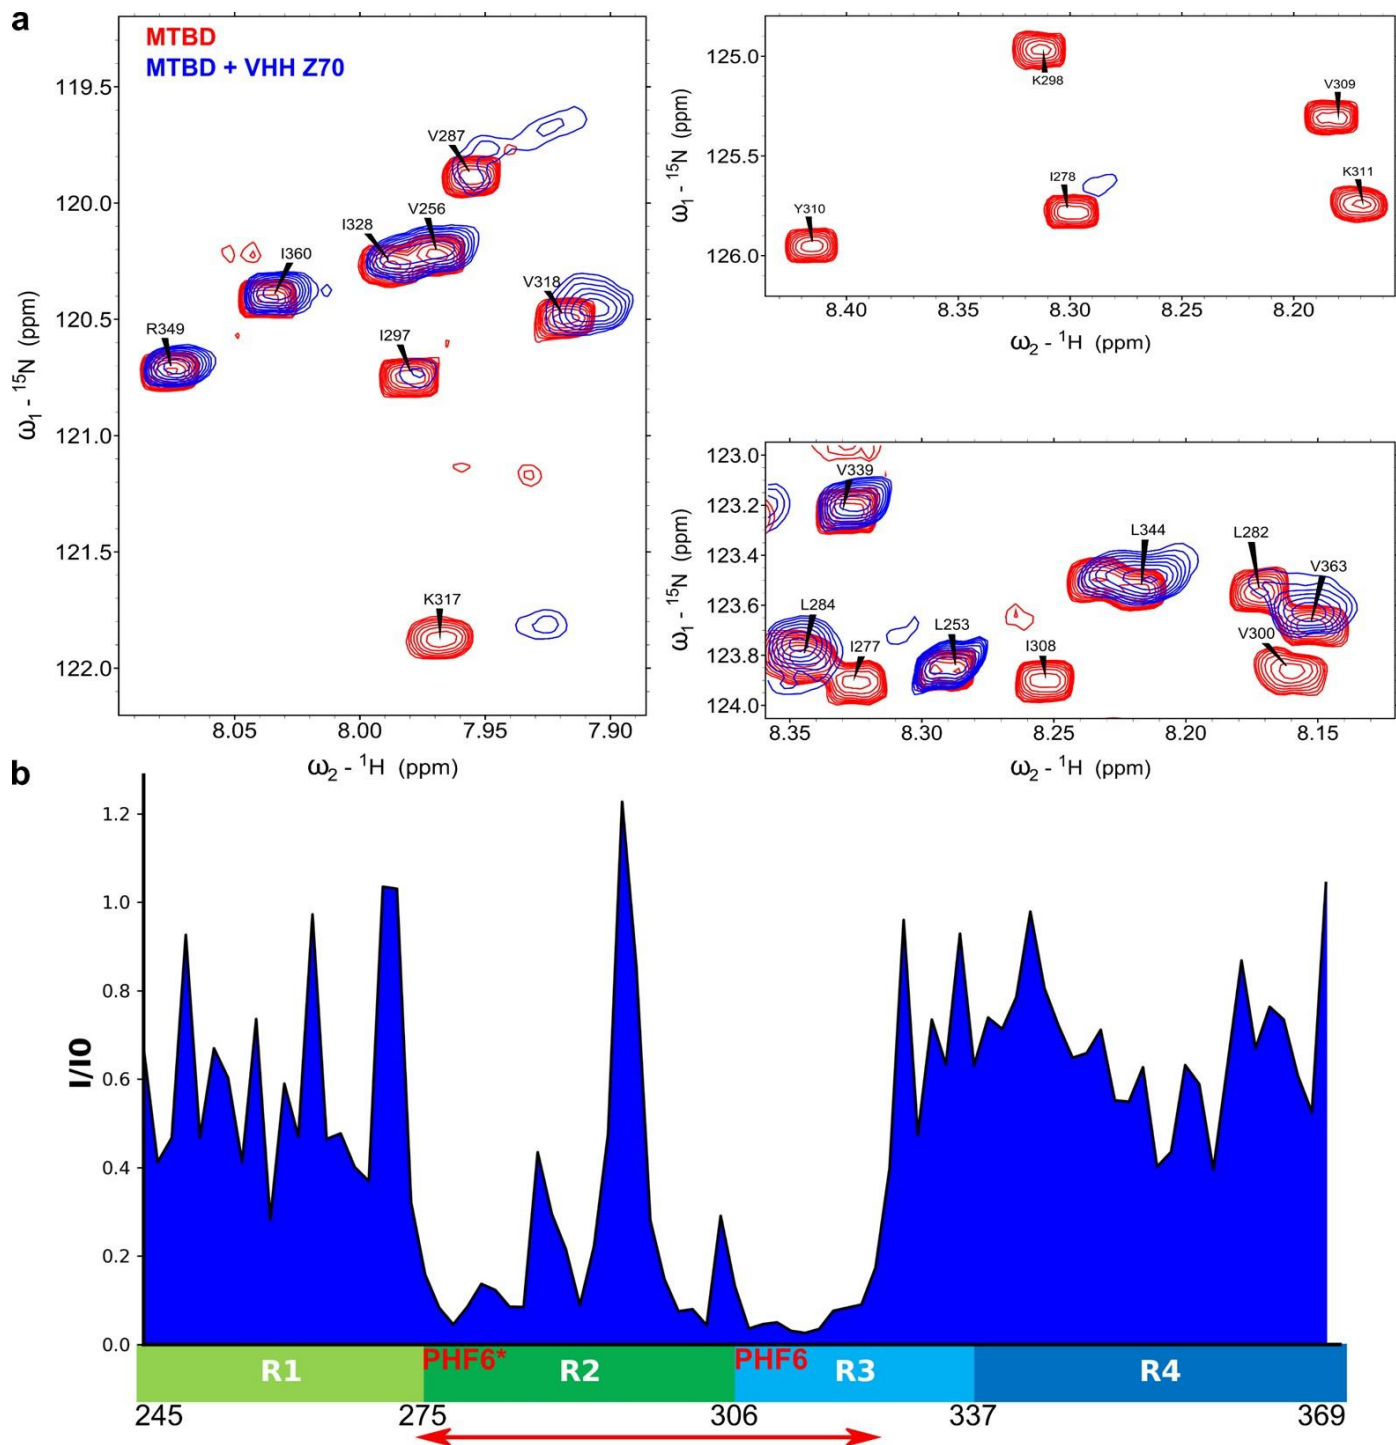 a
MTBD
MTBD + VHH Z70
119.5
120.0
120.5
121.0
121.5
122.0
ω1 - 15N (ppm)
V287
V256
I328
I360
V318
R349
I297
K317
8.05
8.00
7.95
7.90
ω2 - 1H (ppm)
125.0
125.5
126.0
ω1 - 15N (ppm)
K298
V309
I278
K311
Y310
8.40
8.30
8.20
ω2 - 1H (ppm)
123.0
123.2
123.4
123.6
123.8
124.0
ω1 - 15N (ppm)
V339
L344
L282
V363
L284
I277
L253
I308
V300
8.35
8.30
8.25
8.20
8.15
ω2 - 1H (ppm)
b
1.2
1.0
0.8
0.6
0.4
0.2
0.0
I/I0
PHF6*
PHF6
R1
R2
R3
R4
245
275
306
337
369